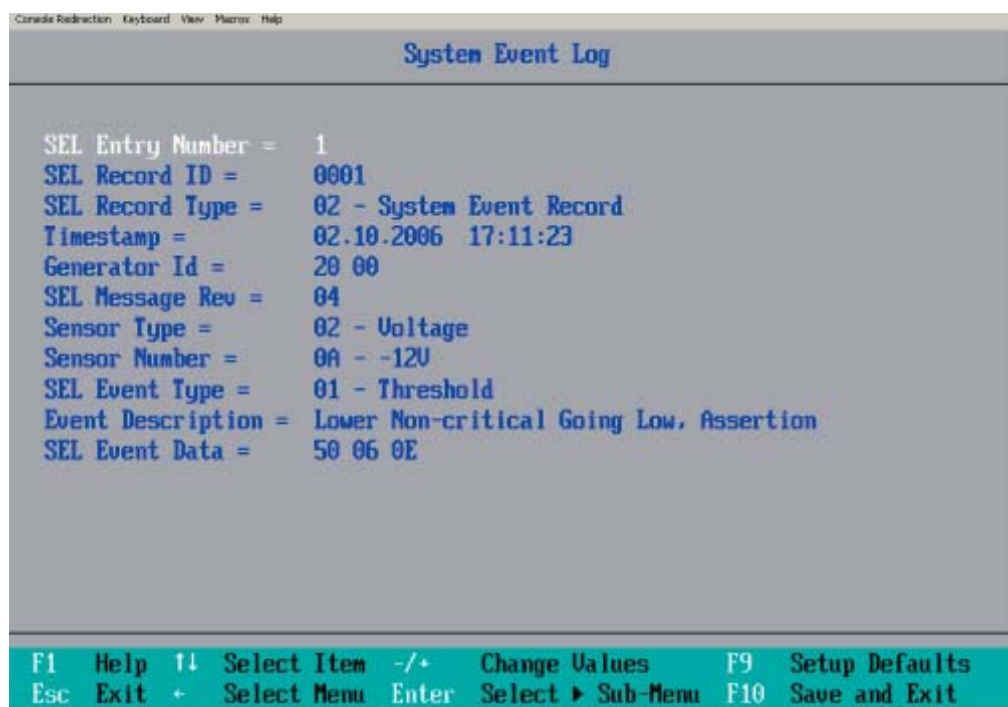 Console Redirection Keyboard View Macros Help
System Event Log
SEL Entry Number = 1
SEL Record ID = 0001
SEL Record Type = 02 - System Event Record
Timestamp = 02.10.2006 17:11:23
Generator Id = 20 00
SEL Message Rev = 04
Sensor Type = 02 - Voltage
Sensor Number = 0A - -12V
SEL Event Type = 01 - Threshold
Event Description = Lower Non-critical Going Low, Assertion
SEL Event Data = 50 06 0E
F1 Help ↑↓ Select Item -/+ Change Values F9 Setup Defaults
Esc Exit ← Select Menu Enter Select ▶ Sub-Menu F10 Save and Exit